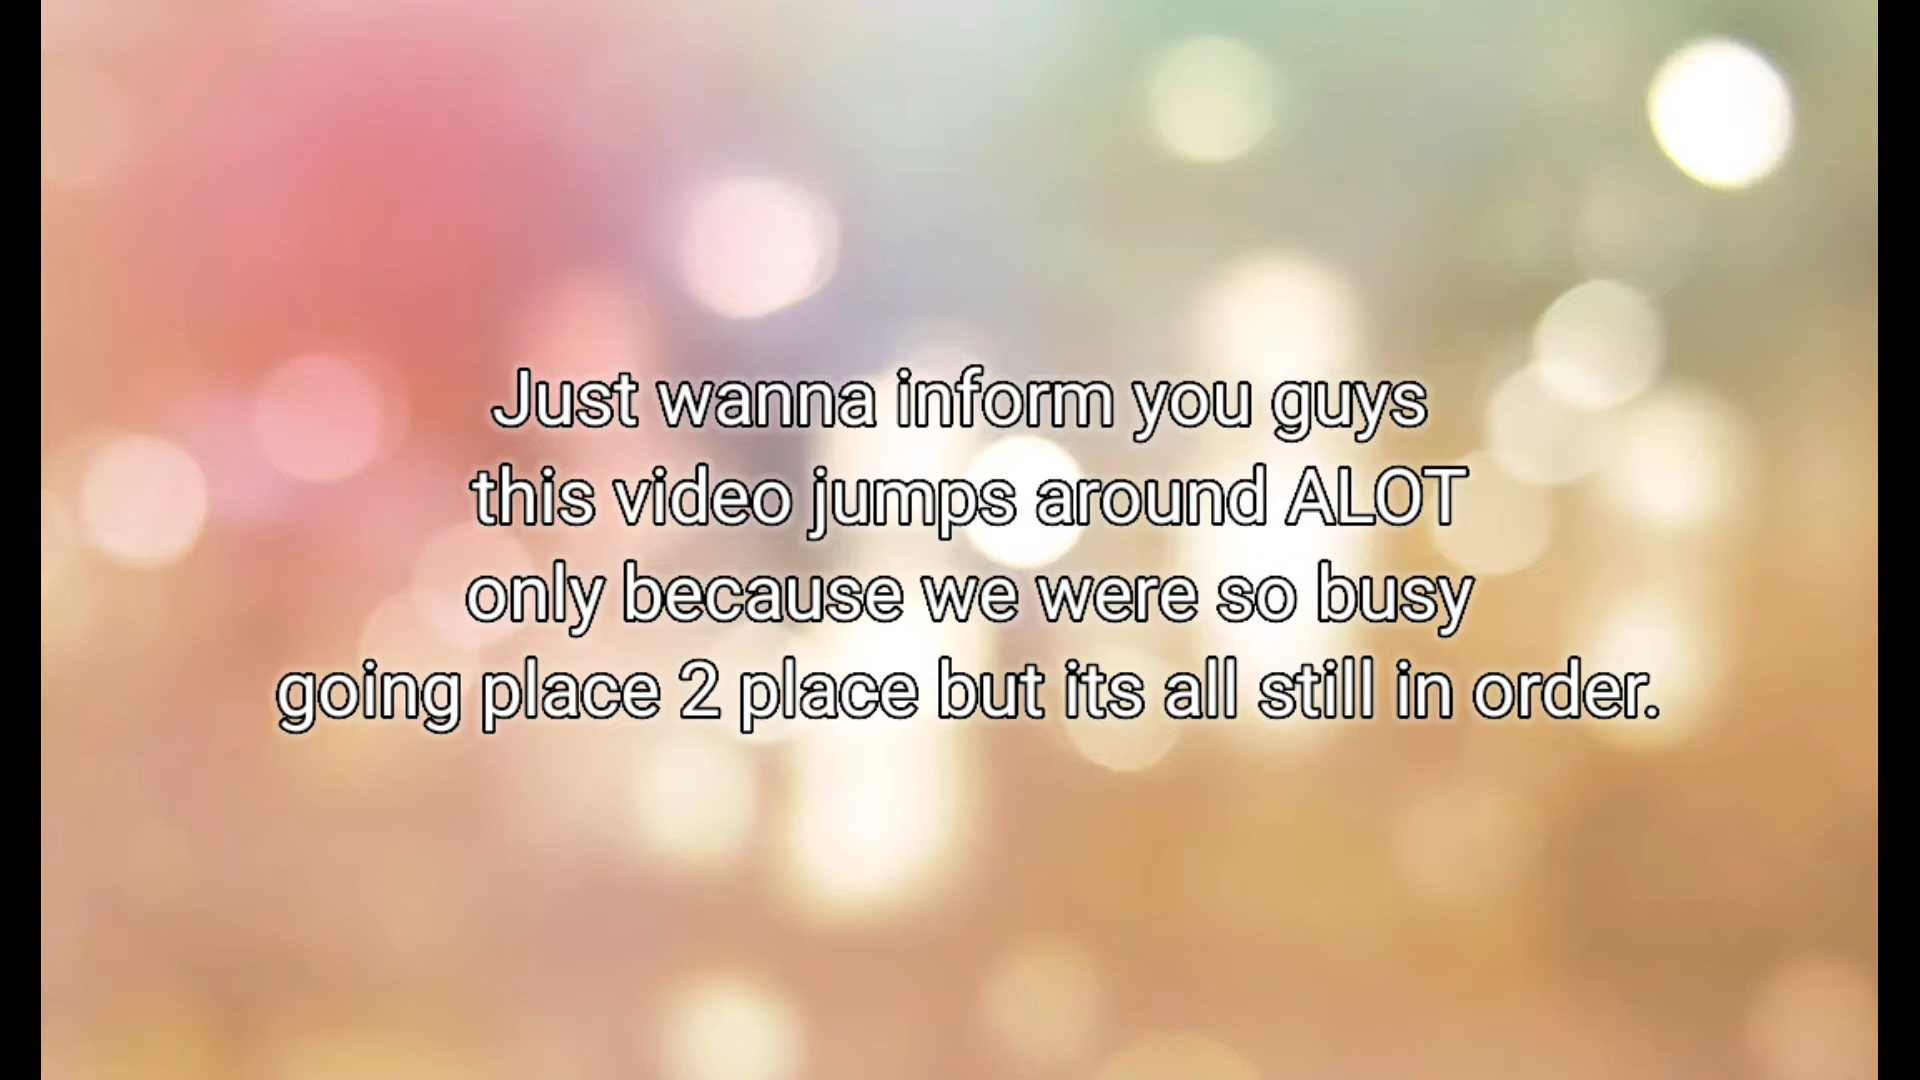 Just wanna inform you guys
this video jumps around ALOT
only because we were so busy
going place 2 place but its all still in order.